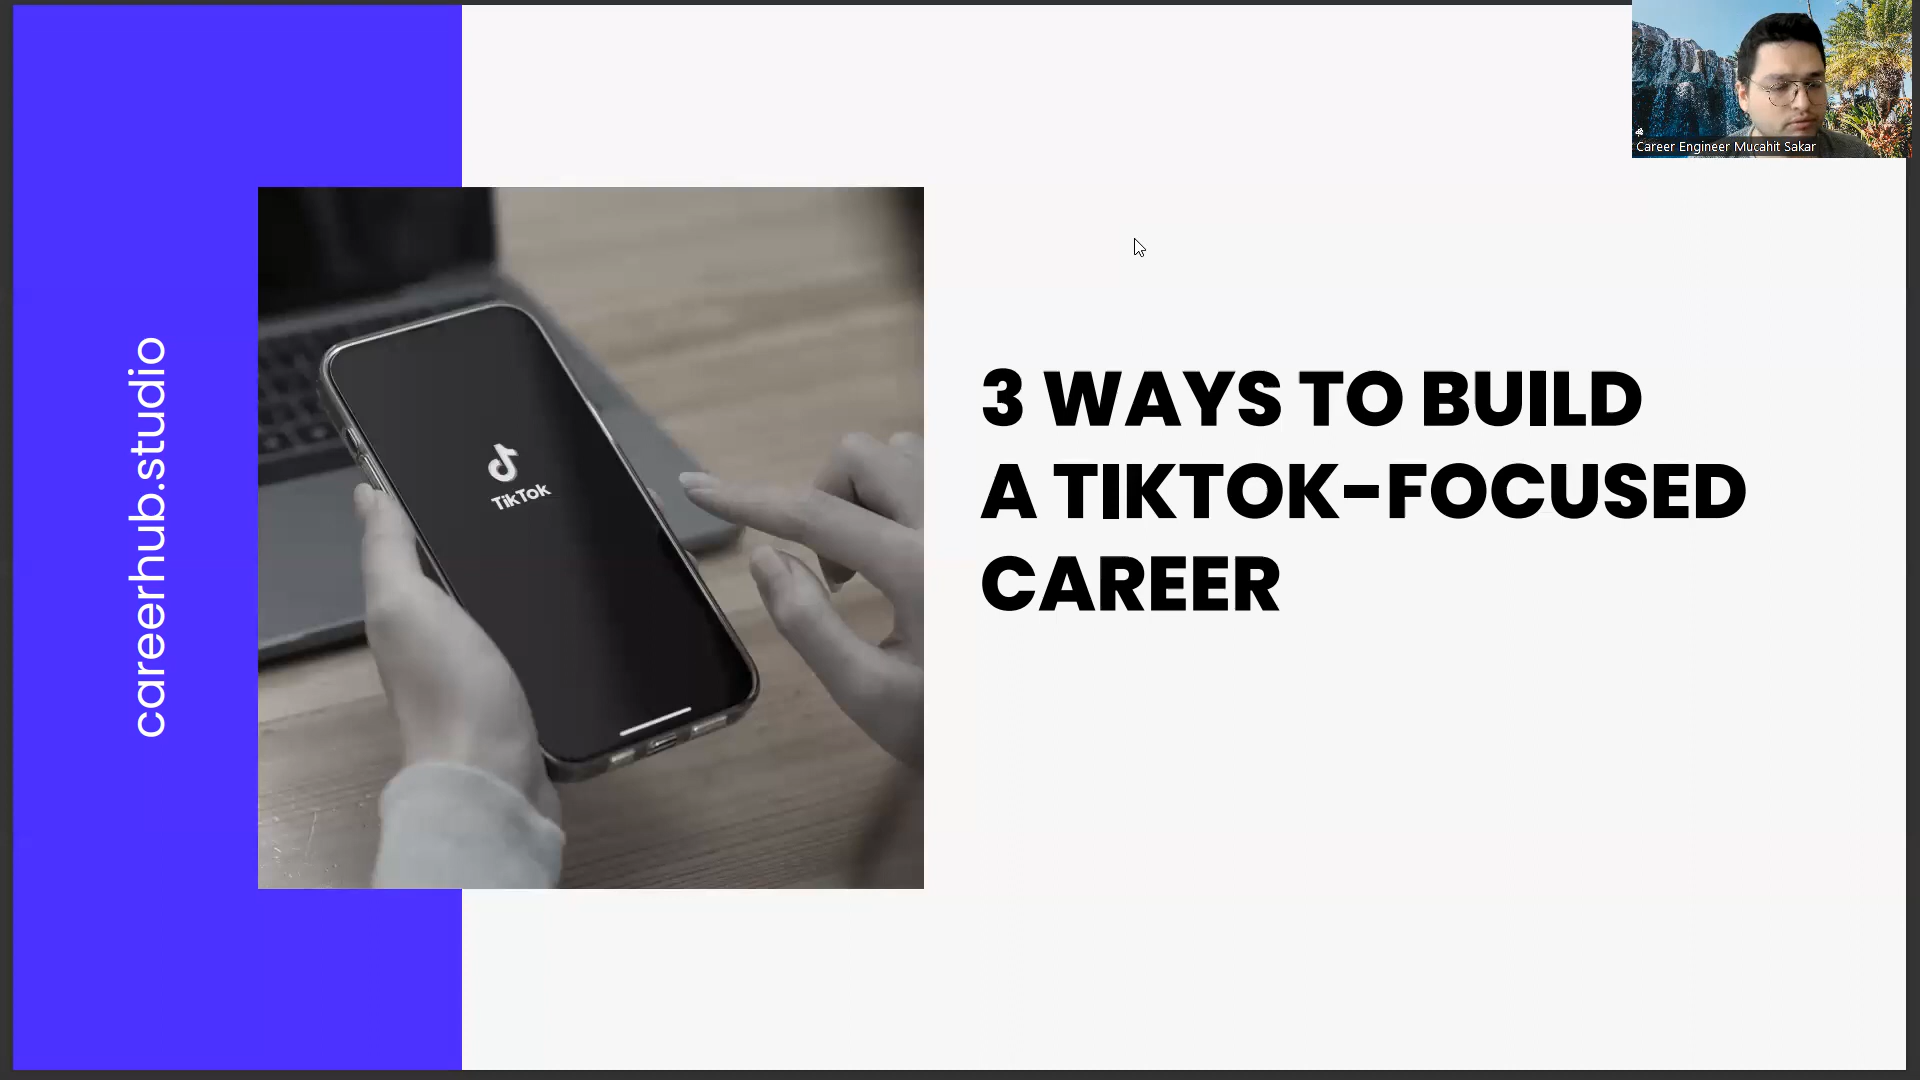 careerhub.studio
TikTok
3 WAYS TO BUILD
A TIKTOK-FOCUSED
CAREER
Career Engineer Mucahit Sakar